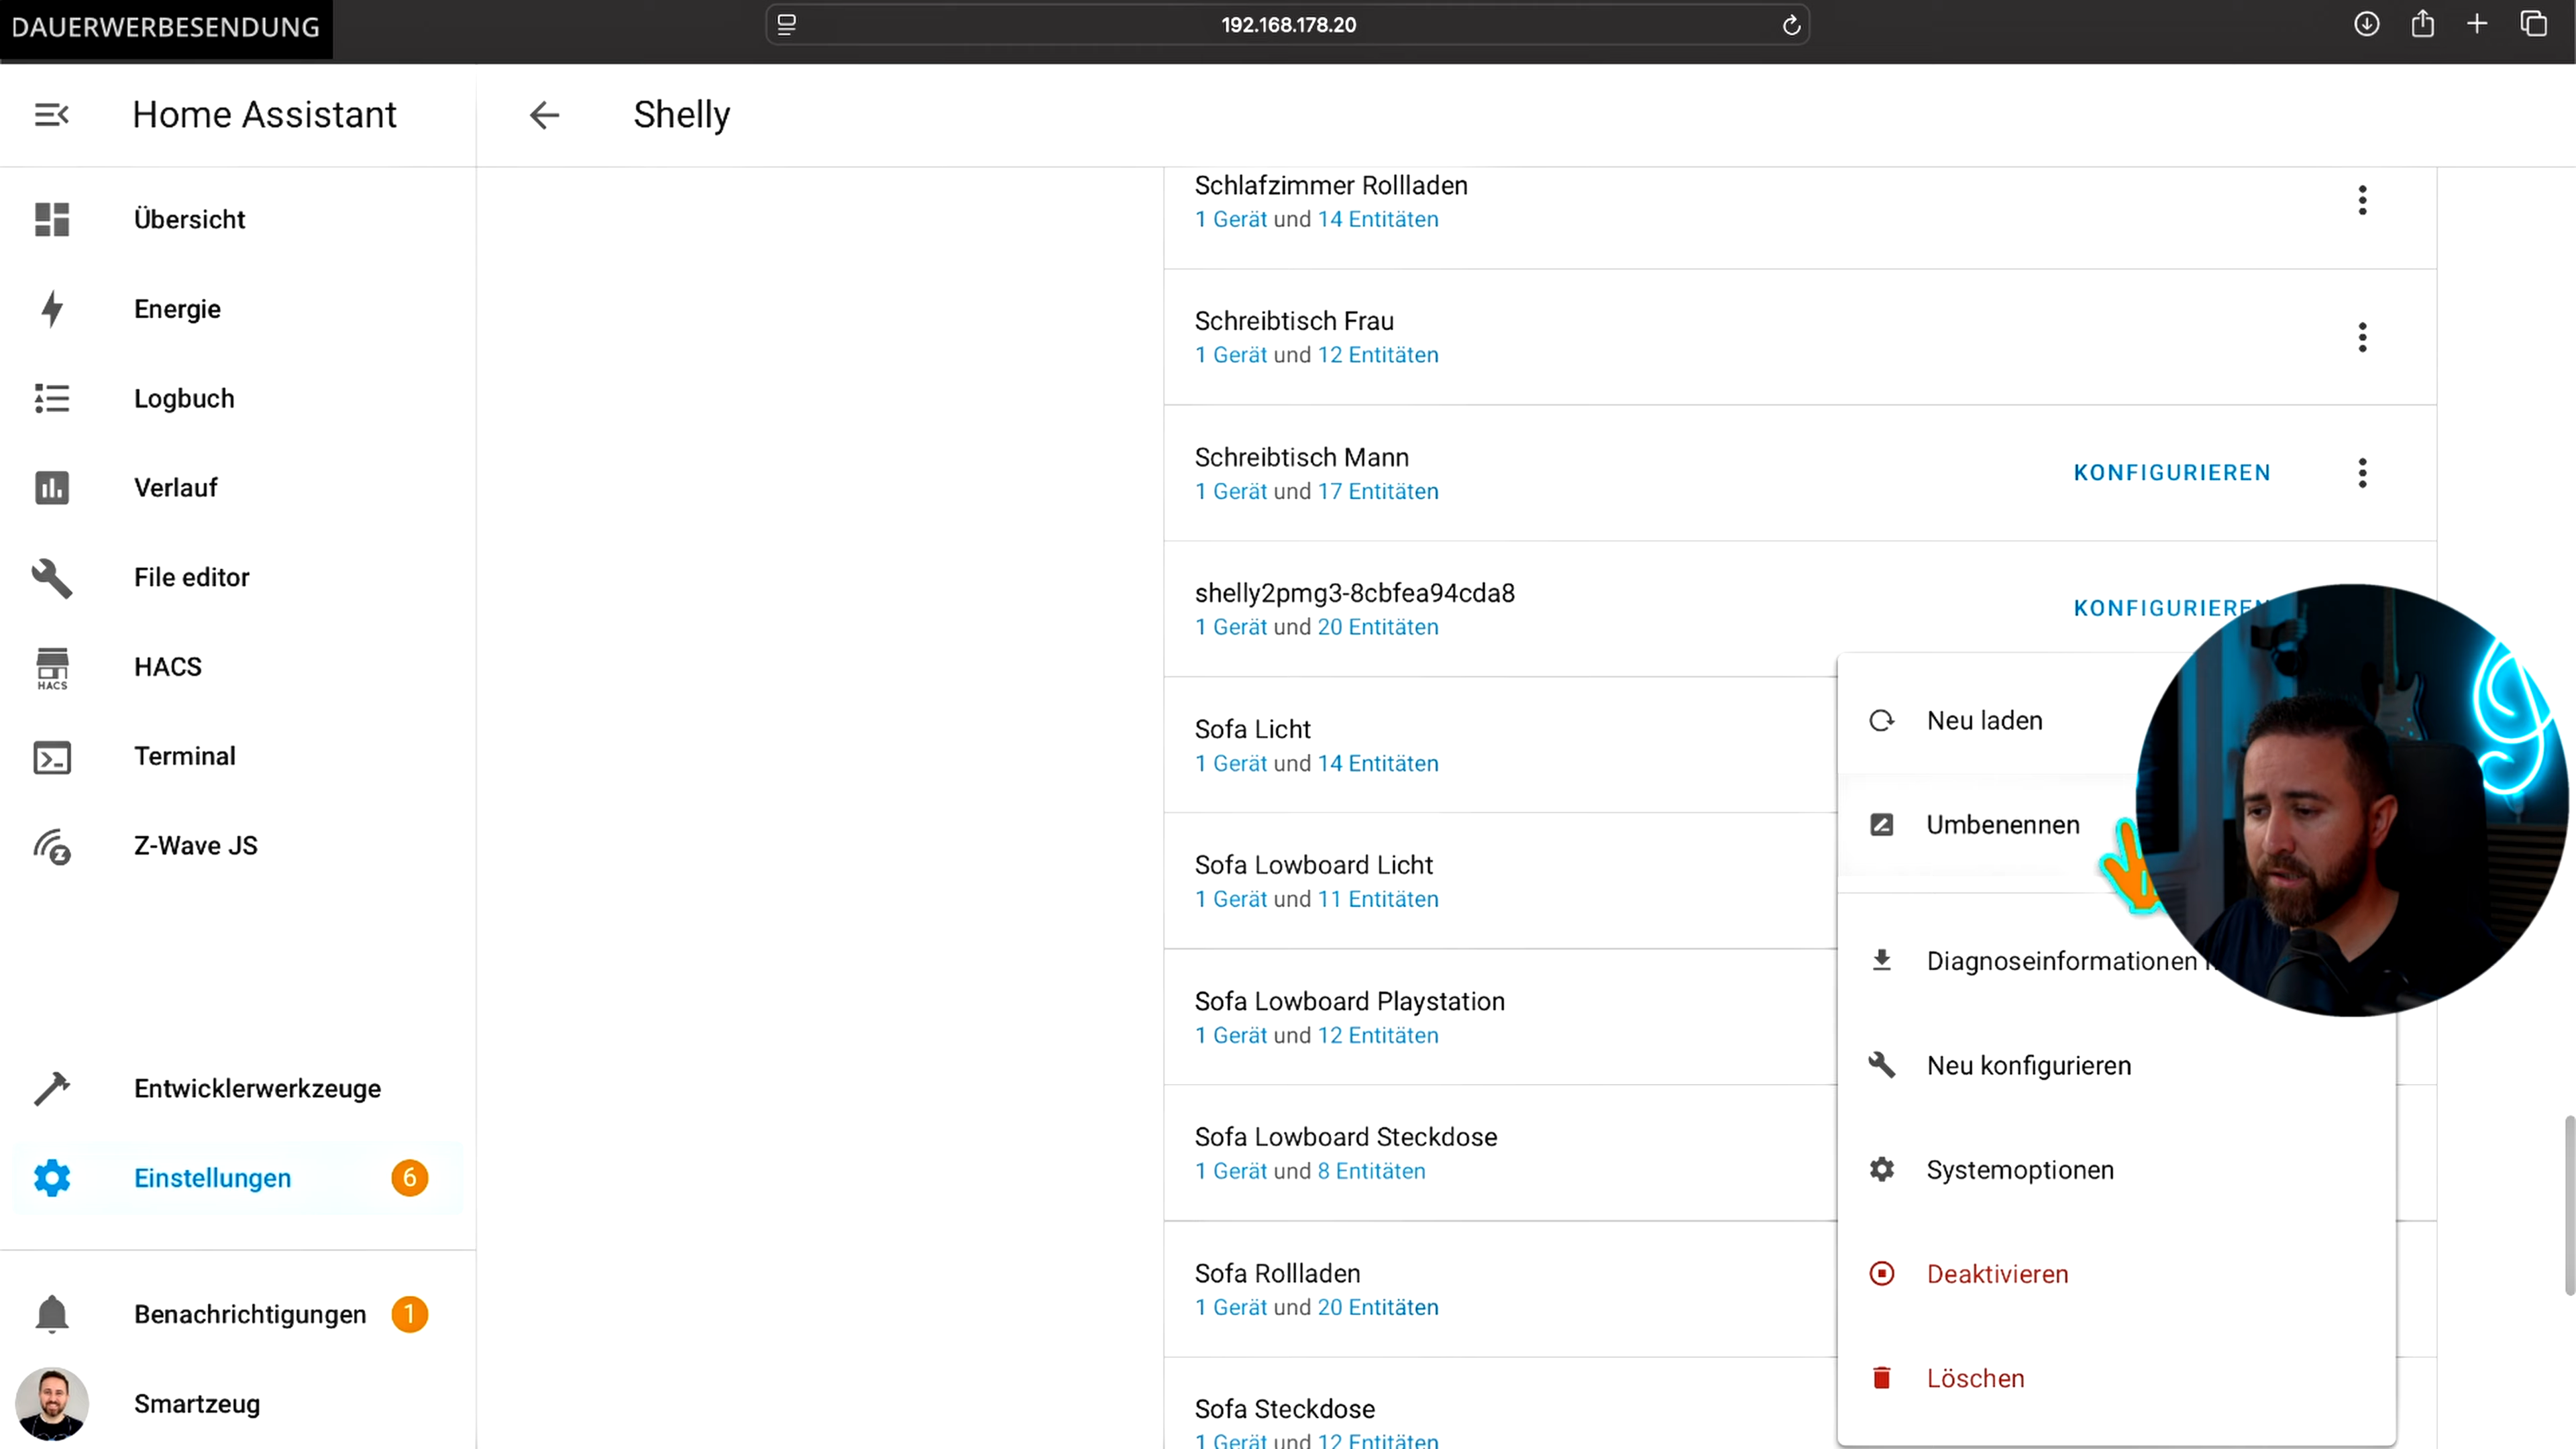 DAUERWERBESENDUNG
192.168.178.20
Home Assistant
Shelly
Übersicht
Energie
Logbuch
Verlauf
File editor
HACS
HACS
Terminal
Z-Wave JS
Entwicklerwerkzeuge
Einstellungen 6
Benachrichtigungen 1
Smartzeug
Schlafzimmer Rollladen
1 Gerät und 14 Entitäten
Schreibtisch Frau
1 Gerät und 12 Entitäten
Schreibtisch Mann
1 Gerät und 17 Entitäten
KONFIGURIEREN
shelly2pmg3-8cbfea94cda8
1 Gerät und 20 Entitäten
KONFIGURIEREN
Sofa Licht
1 Gerät und 14 Entitäten
Sofa Lowboard Licht
1 Gerät und 11 Entitäten
Sofa Lowboard Playstation
1 Gerät und 12 Entitäten
Sofa Lowboard Steckdose
1 Gerät und 8 Entitäten
Sofa Rollladen
1 Gerät und 20 Entitäten
Sofa Steckdose
1 Gerät und 12 Entitäten
Neu laden
Umbenennen
Diagnoseinformationen
Neu konfigurieren
Systemoptionen
Deaktivieren
Löschen